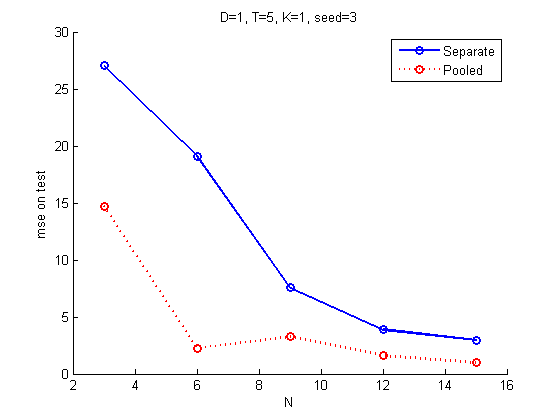 D=1, T=5, K=1, seed=3
Separate
Pooled
30
25
20
15
10
5
0
mse on test
2 4 6 8 10 12 14 16
N